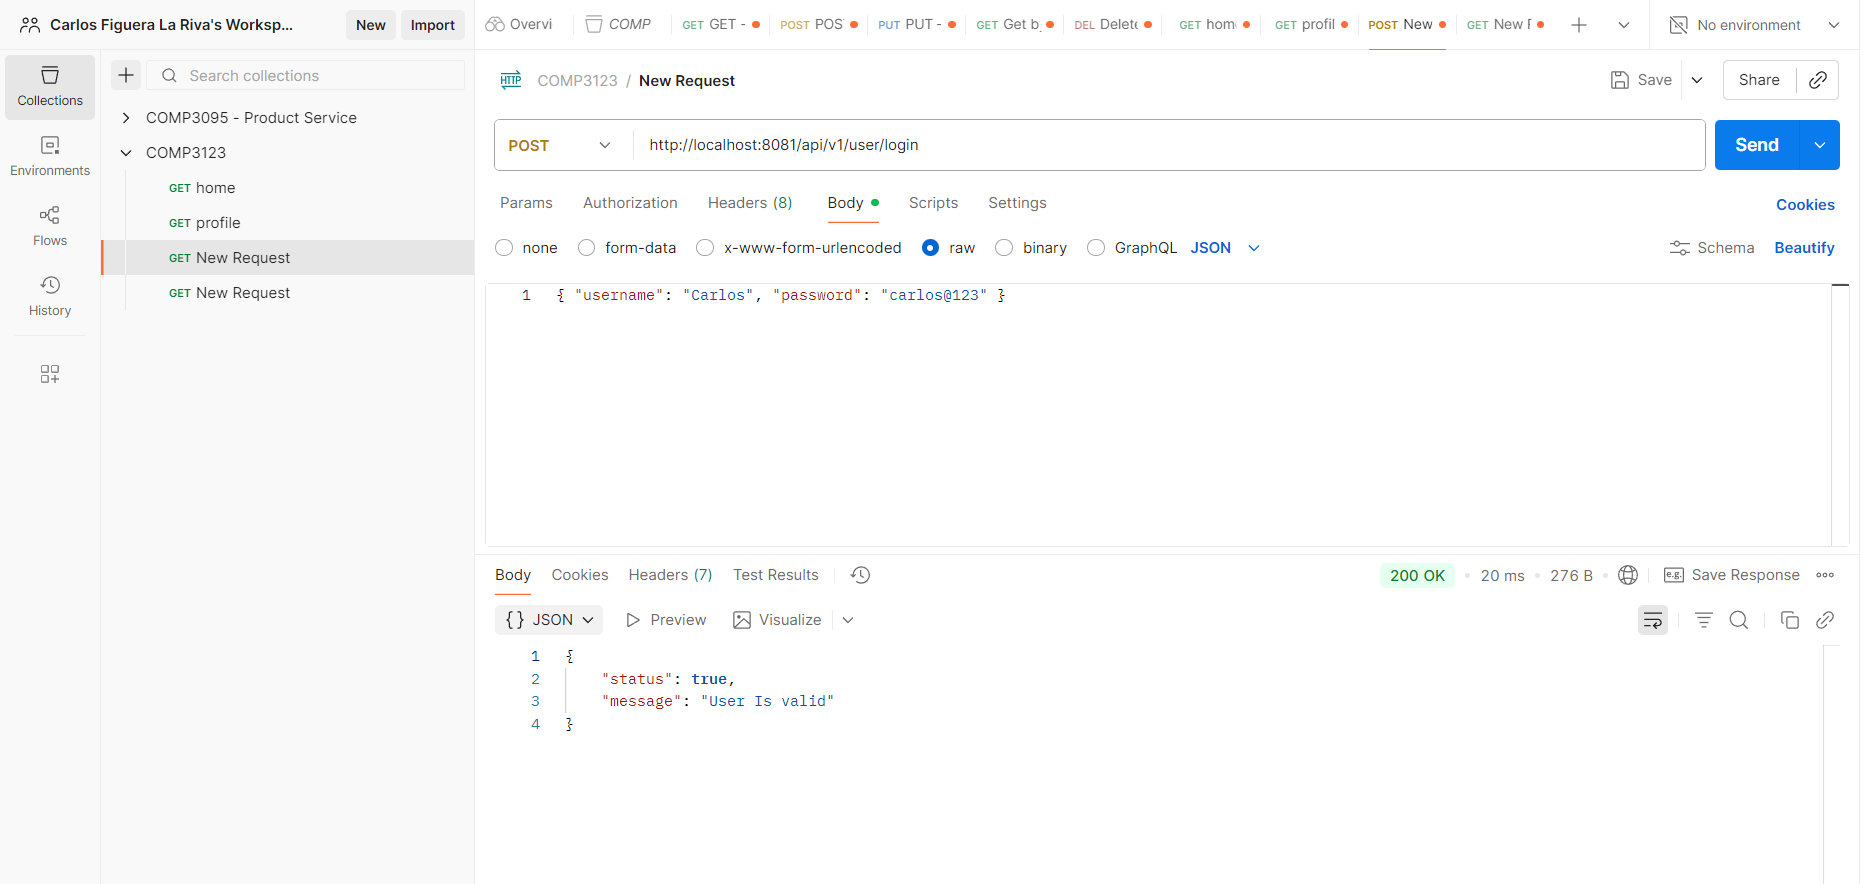 Carlos Figuera La Riva's Worksp...
New
Import
Overvi
COMP
GET GET -
POST POS
PUT PUT -
GET Get b
DEL Delet
GET hom
GET profil
POST New
GET New F
No environment
Collections
Environments
Flows
History
Search collections
COMP3095 - Product Service
COMP3123
GET home
GET profile
GET New Request
GET New Request
HTTP COMP3123 / New Request
Save
Share
POST
http://localhost:8081/api/v1/user/login
Send
Params
Authorization
Headers (8)
Body
Scripts
Settings
Cookies
none
form-data
x-www-form-urlencoded
raw
binary
GraphQL
JSON
Schema
Beautify
1 { "username": "Carlos", "password": "carlos@123" }
Body
Cookies
Headers (7)
Test Results
200 OK
20 ms
276 B
e.g. Save Response
{} JSON
Preview
Visualize
1 {
2 "status": true,
3 "message": "User Is valid"
4 }